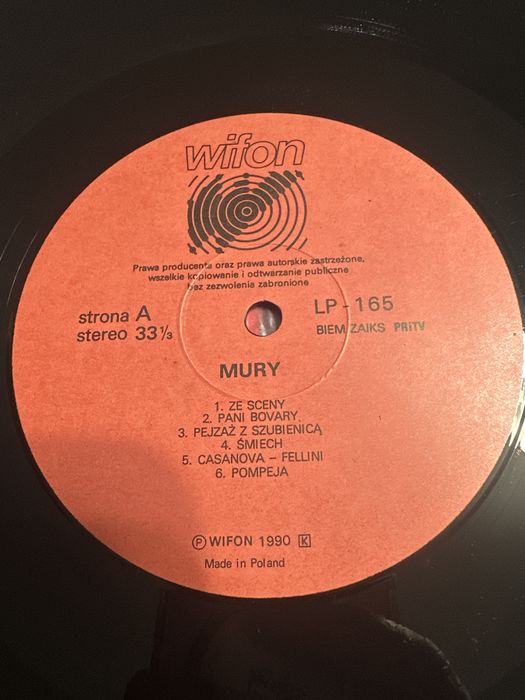 wifon
Prawa producenta oraz prawa autorskie zastrzeżone,
wszelkie kopiowanie i odtwarzanie publiczne
bez zezwolenia zabronione
strona A
stereo 33 1/3
LP - 165
BIEM ZAIKS PRiTV
MURY
1. ZE SCENY
2. PANI BOVARY
3. PEJZAŻ Z SZUBIENICĄ
4. ŚMIECH
5. CASANOVA – FELLINI
6. POMPEJA
Ⓟ WIFON 1990 K
Made in Poland